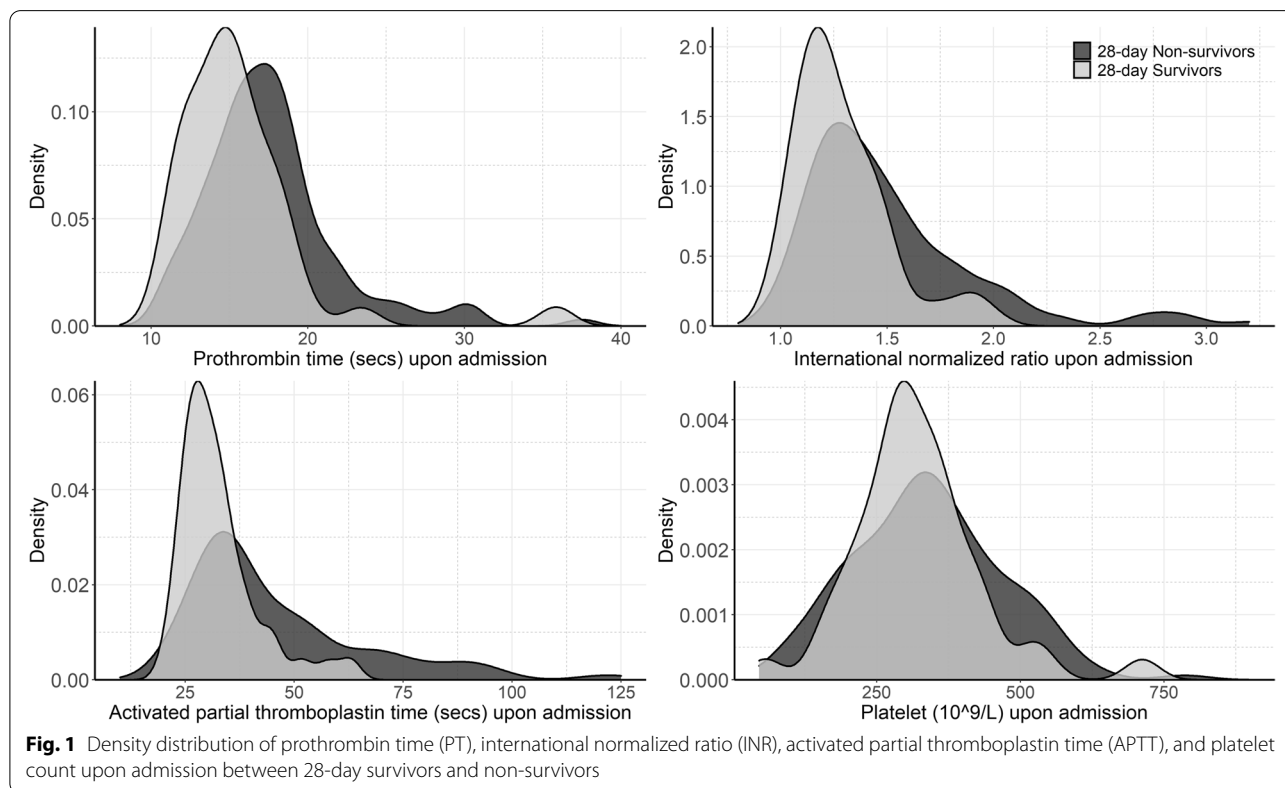 Density
0.10
0.05
0.00
10
20
30
40
Prothrombin time (secs) upon admission
Density
2.0
1.5
1.0
0.5
0.0
1.0
1.5
2.0
2.5
3.0
International normalized ratio upon admission
28-day Non-survivors
28-day Survivors
Density
0.06
0.04
0.02
0.00
25
50
75
100
125
Activated partial thromboplastin time (secs) upon admission
Density
0.004
0.003
0.002
0.001
0.000
250
500
750
Platelet (10^9/L) upon admission
Fig. 1 Density distribution of prothrombin time (PT), international normalized ratio (INR), activated partial thromboplastin time (APTT), and platelet
count upon admission between 28-day survivors and non-survivors